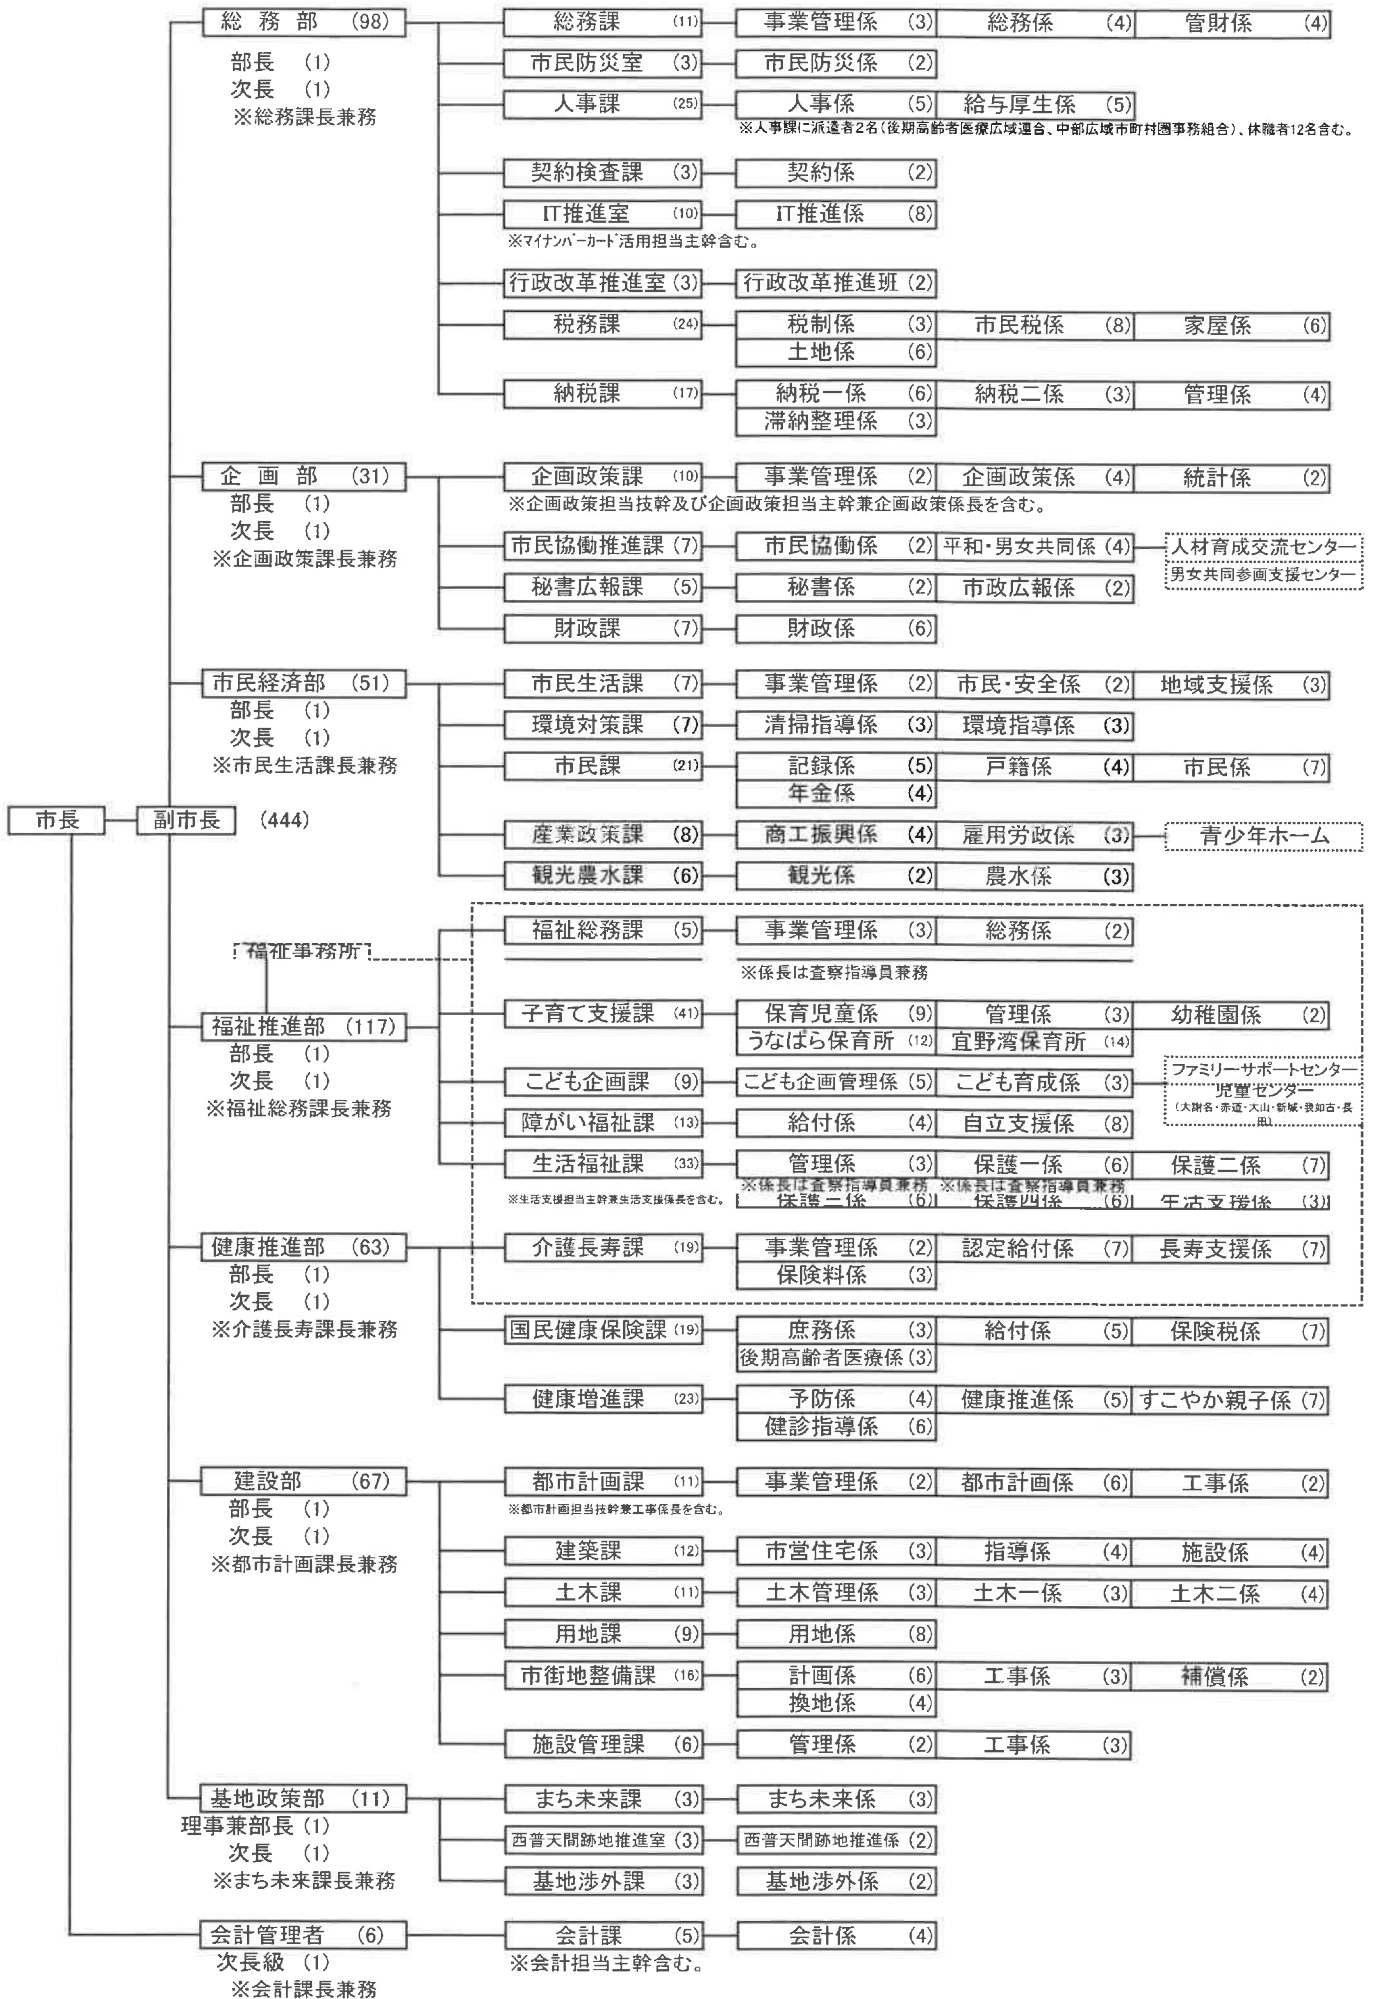 総務部 (98) 総務課 (11) 事業管理係 (3) 総務係 (4) 管財係 (4)
部長 (1) 市民防災室 (3) 市民防災係 (2)
次長 (1)
※総務課長兼務 人事課 (25) 人事係 (5) 給与厚生係 (5)
※人事課に派遣者2名(後期高齢者医療広域連合、中部広域市町村圏事務組合)、休職者12名含む。
契約検査課 (3) 契約係 (2)
IT推進室 (10) IT推進係 (8)
※マイナンバーカード活用担当主幹含む。
行政改革推進室 (3) 行政改革推進班 (2)
税務課 (24) 税制係 (3) 市民税係 (8) 家屋係 (6)
土地係 (6)
納税課 (17) 納税一係 (6) 納税二係 (3) 管理係 (4)
滞納整理係 (3)
企画部 (31) 企画政策課 (10) 事業管理係 (2) 企画政策係 (4) 統計係 (2)
部長 (1) ※企画政策担当技幹及び企画政策担当主幹兼企画政策係長を含む。
次長 (1) 市民協働推進課 (7) 市民協働係 (2) 平和・男女共同係 (4) 人材育成交流センター
※企画政策課長兼務 男女共同参画支援センター
秘書広報課 (5) 秘書係 (2) 市政広報係 (2)
財政課 (7) 財政係 (6)
市民経済部 (51) 市民生活課 (7) 事業管理係 (2) 市民・安全係 (2) 地域支援係 (3)
部長 (1) 環境対策課 (7) 清掃指導係 (3) 環境指導係 (3)
次長 (1)
※市民生活課長兼務 市民課 (21) 記録係 (5) 戸籍係 (4) 市民係 (7)
年金係 (4)
市長 副市長 (444)
産業政策課 (8) 商工振興係 (4) 雇用労政係 (3) 青少年ホーム
観光農水課 (6) 観光係 (2) 農水係 (3)
福祉総務課 (5) 事業管理係 (3) 総務係 (2)
福祉事務所
※係長は査察指導員兼務
子育て支援課 (41) 保育児童係 (9) 管理係 (3) 幼稚園係 (2)
福祉推進部 (117) うなばら保育所 (12) 宜野湾保育所 (14)
部長 (1) ファミリーサポートセンター
次長 (1) こども企画課 (9) こども企画管理係 (5) こども育成係 (3) 児童センター
※福祉総務課長兼務 (大謝名・赤道・大山・新城・我如古・長田)
障がい福祉課 (13) 給付係 (4) 自立支援係 (8)
生活福祉課 (33) 管理係 (3) 保護一係 (6) 保護二係 (7)
※係長は査察指導員兼務 ※係長は査察指導員兼務
※生活支援担当主幹兼生活支援係長を含む。 保護三係 (6) 保護四係 (6) 生活支援係 (3)
健康推進部 (63) 介護長寿課 (19) 事業管理係 (2) 認定給付係 (7) 長寿支援係 (7)
部長 (1) 保険料係 (3)
次長 (1)
※介護長寿課長兼務 国民健康保険課 (19) 庶務係 (3) 給付係 (5) 保険税係 (7)
後期高齢者医療係 (3)
健康増進課 (23) 予防係 (4) 健康推進係 (5) すこやか親子係 (7)
健診指導係 (6)
建設部 (67) 都市計画課 (11) 事業管理係 (2) 都市計画係 (6) 工事係 (2)
部長 (1) ※都市計画担当技幹兼工事係長を含む。
次長 (1)
※都市計画課長兼務 建築課 (12) 市営住宅係 (3) 指導係 (4) 施設係 (4)
土木課 (11) 土木管理係 (3) 土木一係 (3) 土木二係 (4)
用地課 (9) 用地係 (8)
市街地整備課 (16) 計画係 (6) 工事係 (3) 補償係 (2)
換地係 (4)
施設管理課 (6) 管理係 (2) 工事係 (3)
基地政策部 (11) まち未来課 (3) まち未来係 (3)
理事兼部長 (1)
次長 (1) 西普天間跡地推進室 (3) 西普天間跡地推進係 (2)
※まち未来課長兼務 基地渉外課 (3) 基地渉外係 (2)
会計管理者 (6) 会計課 (5) 会計係 (4)
次長級 (1) ※会計担当主幹含む。
※会計課長兼務